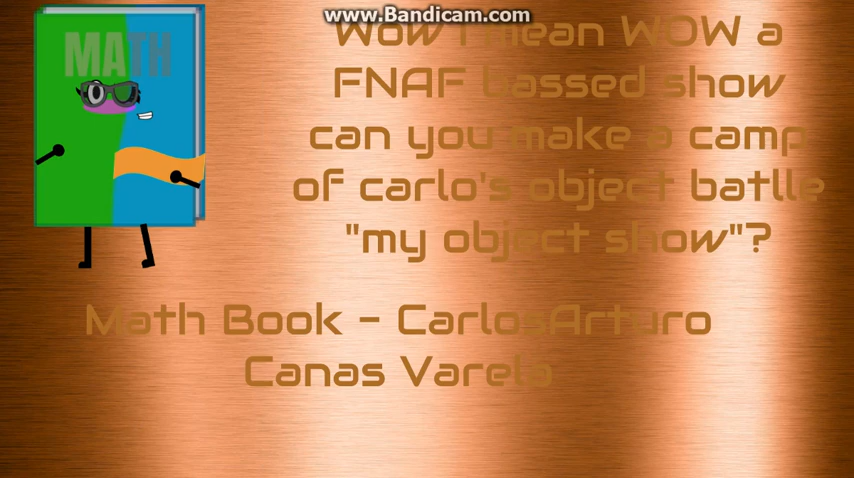 www.Bandicam.com
MATH
Wow I mean WOW a
FNAF bassed show
can you make a camp
of carlo's object batlle
"my object show"?
Math Book - CarlosArturo
Canas Varela